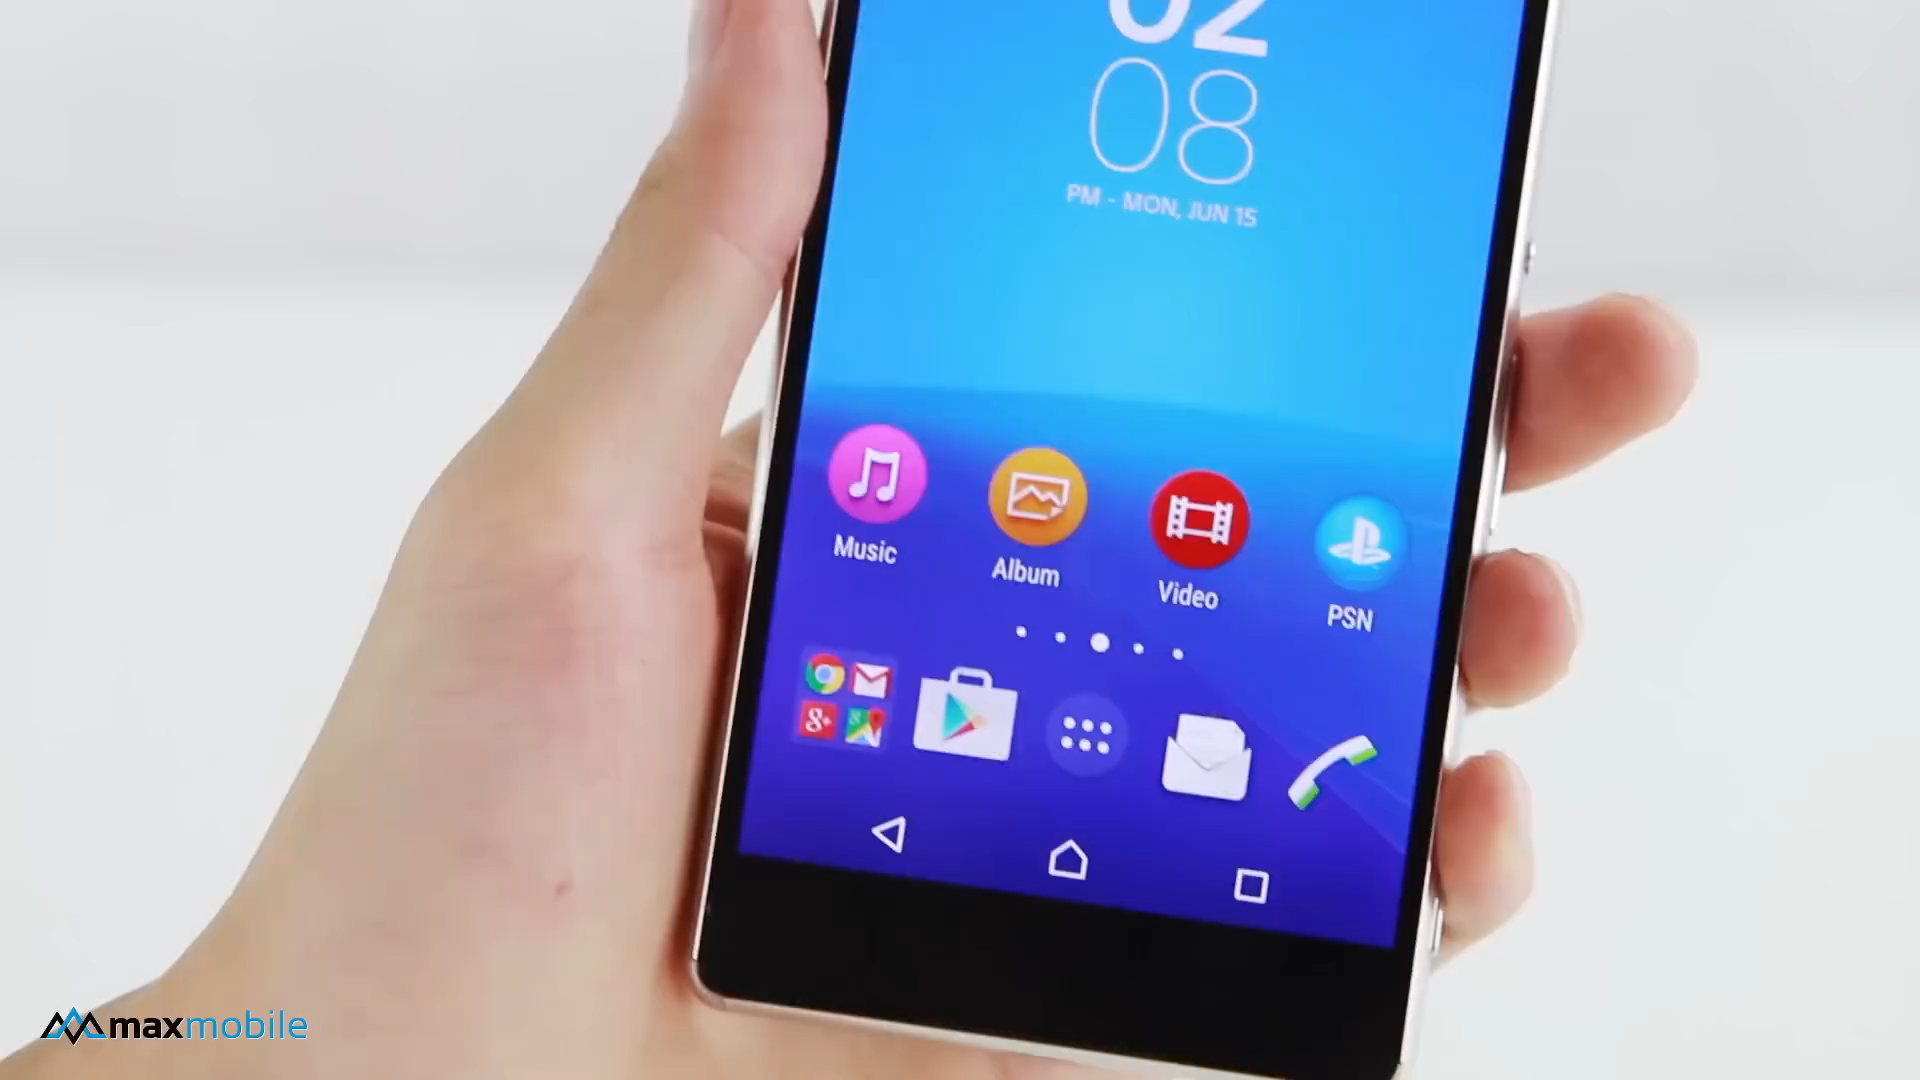 02
08
PM - MON, JUN 15
Music
Album
Video
PSN
g+
maxmobile